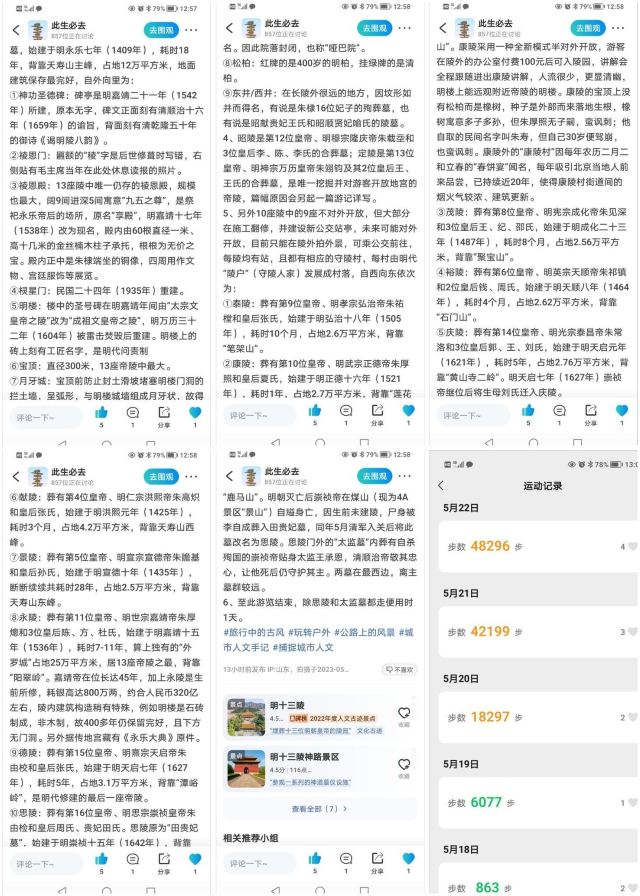 79% 12:57
此生必去
857位正在讨论
去围观
墓，始建于明永乐七年（1409年），耗时18
年，背靠天寿山主峰，占地12万平方米，地面
建筑保存最完好，自外向里为：
①神功圣德碑：碑亭是明嘉靖二十一年（1542
年）所建，原本无字，碑文正面刻有清顺治十六
年（1659年）的谕旨，背面刻有清乾隆五十年
的御诗《谒明陵八韵》。
②祾恩门：匾额的“祾”字是后世修葺时写错，右
侧贴有毛主席当年在此处休息读报的照片。
③祾恩殿：13座陵中唯一仍存的祾恩殿，规模
也最大，阔9间进深5间寓意“九五之尊”，是祭
祀永乐帝后的场所，原名“享殿”，明嘉靖十七年
（1538年）改为现名，殿内由60根直径一米、
高十几米的金丝楠木柱子承托，根根为无价之
宝。殿内正中是朱棣坐的铜像，四周用作文
物、宫廷服饰等展览。
④棂星门：民国二十四年（1935年）重建。
⑤明楼：楼中的圣号碑在明嘉靖年间由“太宗文
皇帝之陵”改为“成祖文皇帝之陵”，明万历三十
二年（1604年）被雷击焚毁后重建。明楼上的
砖上刻有工匠名字，是明代问责制
⑥宝顶：直径300米，13座帝陵中最大。
⑦月牙城：宝顶前防止封土滑坡堵塞明楼门洞的
拦土墙，呈弧形，与明楼城墙组成月牙状，故得
评论一下~
5
1
分享
5
79% 12:58
此生必去
857位正在讨论
去围观
名。因此院落封闭，也称“哑巴院”。
⑧松柏：红牌的是400岁的明柏，挂绿牌的是清
柏。
⑨东井/西井：在长陵外很远的地方，因坟形如
井而得名，有说是朱棣16位妃子的殉葬墓，也
有说是昭献贵妃王氏和昭顺贤妃喻氏的陵墓。
4、昭陵是第12位皇帝、明穆宗隆庆帝朱载坖和
3位皇后李、陈、李氏的合葬墓；定陵是第13位
皇帝、明神宗万历皇帝朱翊钧及其2位皇后王、
王氏的合葬墓，是唯一挖掘并对游客开放地宫的
帝陵，篇幅原因会另起一篇游记详写。
5、另外10座陵中的9座不对外开放，但大部分
在施工翻修，并建设新公交站亭，未来可能对外
开放，目前只能在陵外拍外景，可乘公交前往，
每陵均有站，且都有相应的守陵村，每村由明代
“陵户”（守陵人家）发展成村落，自西向东依次
为：
①泰陵：葬有第9位皇帝、明孝宗弘治帝朱祐
樘和皇后张氏，始建于明弘治十八年（1505
年），耗时10个月，占地2.6万平方米，背靠
“笔架山”。
②康陵：葬有第10位皇帝、明武宗正德帝朱厚
照和皇后夏氏，始建于明正德十六年（1521
年），耗时1年，占地2.7万平方米，背靠“莲花
评论一下~
5
1
分享
1
79% 12:58
此生必去
857位正在讨论
去围观
山”。康陵采用一种全新模式半对外开放，游客
在陵外的办公室付费100元后可入陵园，讲解会
全程跟随进出康陵讲解，人流很少，更显清幽，
明楼上能远观附近帝陵的明楼。康陵的宝顶上没
有松柏而是橡树，种子是外部而来落地生根，橡
树寓意多子多孙，但朱厚照无子嗣，蛮讽刺；他
自取的民间名字叫朱寿，但自己30岁便驾崩，
也蛮讽刺。康陵外的“康陵村”因每年农历二月二
和立春的“春饼宴”闻名，每年吸引北京当地人前
来品尝，已持续近20年，使得康陵村街道间的
烟火气较浓、建筑更新。
③茂陵：葬有第8位皇帝、明宪宗成化帝朱见深
和3位皇后王、纪、邵氏，始建于明成化二十三
年（1487年），耗时8个月，占地2.56万平方
米，背靠“聚宝山”。
④裕陵：葬有第6位皇帝、明英宗天顺帝朱祁镇
和2位皇后钱、周氏，始建于明天顺八年（1464
年），耗时4个月，占地2.62万平方米，背靠
“石门山”。
⑤庆陵：葬有第14位皇帝、明光宗泰昌帝朱常
洛和3位皇后郭、王、刘氏，始建于明天启元年
（1621年），耗时5年，占地2.76万平方米，背
靠“黄山寺二岭”。明天启七年（1627年）崇祯
帝继位后将生母刘氏迁入庆陵。
评论一下~
5
1
分享
1
79% 12:58
此生必去
857位正在讨论
去围观
⑥献陵：葬有第4位皇帝、明仁宗洪熙帝朱高炽
和皇后张氏，始建于明洪熙元年（1425年），
耗时3个月，占地4.2万平方米，背靠天寿山西
峰。
⑦景陵：葬有第5位皇帝、明宣宗宣德帝朱瞻基
和皇后孙氏，始建于明宣德十年（1435年），
断断续续共耗时28年，占地2.5万平方米，背靠
天寿山东峰。
⑧永陵：葬有第11位皇帝、明世宗嘉靖帝朱厚
熜和3位皇后陈、方、杜氏，始建于明嘉靖十五
年（1536年），耗时7-11年，算上独有的“外
罗城”占地25万平方米，居13座帝陵之最，背靠
“阳翠岭”。嘉靖帝在位长达45年，加上永陵是生
前所修，耗银高达800万两，约合人民币320亿
左右，陵内建筑构造稍有特殊，例如明楼是石砖
制成，非木制，故400多年仍保留完好，且下方
无门洞。另外据传地宫藏有《永乐大典》原件。
⑨德陵：葬有第15位皇帝、明熹宗天启帝朱
由校和皇后张氏，始建于明天启七年（1627
年），耗时5年，占地3.1万平方米，背靠“潭峪
岭”，是明代修建的最后一座帝陵。
⑩思陵：葬有第16位皇帝、明思宗崇祯皇帝朱
由检和皇后周氏、贵妃田氏。思陵原为“田贵妃
墓”，始建于明崇祯十五年（1642年），背靠
评论一下~
5
1
分享
1
79% 12:58
此生必去
857位正在讨论
去围观
“鹿马山”。明朝灭亡后崇祯帝在煤山（现为4A
景区“景山”）自缢身亡，因生前未建陵，尸身被
李自成葬入田贵妃墓，同年5月清军入关后将此
墓改名为思陵。思陵门外的“太监墓”内葬有自杀
殉国的崇祯帝贴身太监王承恩，清顺治帝敬其忠
心，让他死后仍守护其主。两墓在最西边，离主
墓群较远。
6、至此游览结束，除思陵和太监墓都走便用时
1天。
#旅行中的古风 #玩转户外 #公路上的风景 #城
市人文手记 #捕捉城市人文
13小时前发布 IP:山东，拍摄于2023-05...
不喜欢
景点
明十三陵
4.5... 口碑榜 2022年度人文古迹景点
“埋葬十三位明朝皇帝的陵园” 文化古迹
收藏
景点
明十三陵神路景区
4.5分 | 116点...
“参观一系列的神道墓仪设施”
收藏
查看全部（7）
相关推荐小组
评论一下~
5
1
分享
1
78% 13:0
运动记录
5月22日
步数 48296 步
4
5月21日
步数 42199 步
3
5月20日
步数 18297 步
2
5月19日
步数 6077 步
1
5月18日
步数 863 步
2